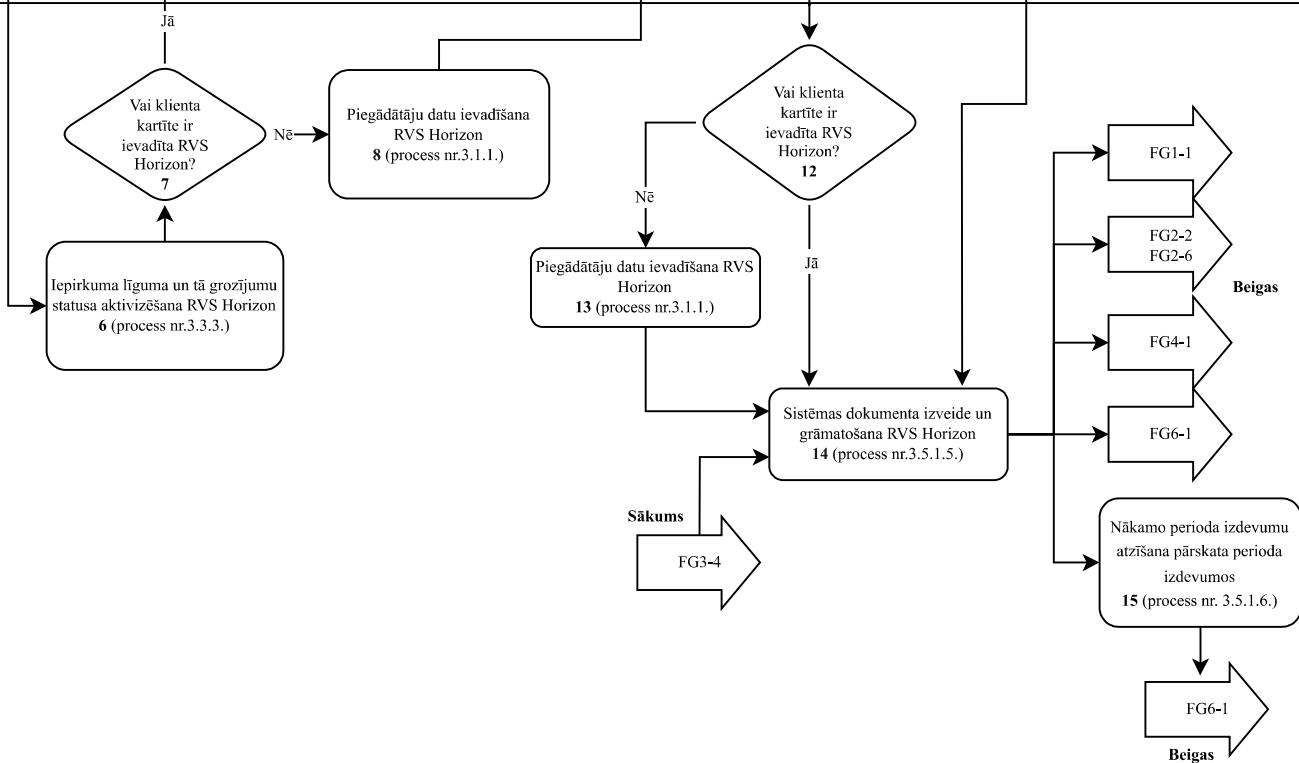 Jā
Vai klienta
kartīte ir
ievadīta RVS
Horizon?
7
Nē
Piegādātāju datu ievadīšana
RVS Horizon
8 (process nr.3.1.1.)
Iepirkuma līguma un tā grozījumu
statusa aktivizēšana RVS Horizon
6 (process nr.3.3.3.)
Vai klienta
kartīte ir
ievadīta RVS
Horizon?
12
Nē
Jā
Piegādātāju datu ievadīšana RVS
Horizon
13 (process nr.3.1.1.)
Sistēmas dokumenta izveide un
grāmatošana RVS Horizon
14 (process nr.3.5.1.5.)
Sākums
FG3-4
FG1-1
FG2-2
FG2-6
Beigas
FG4-1
FG6-1
Nākamo perioda izdevumu
atzīšana pārskata perioda
izdevumos
15 (process nr. 3.5.1.6.)
FG6-1
Beigas